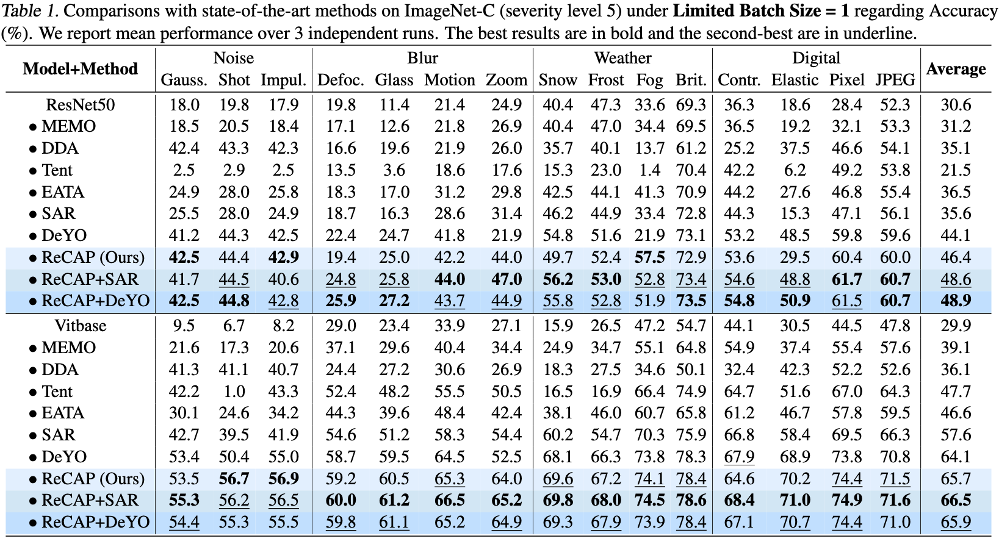 Table 1. Comparisons with state-of-the-art methods on ImageNet-C (severity level 5) under Limited Batch Size = 1 regarding Accuracy
(%). We report mean performance over 3 independent runs. The best results are in bold and the second-best are in underline.
Model+Method Noise Blur Weather Digital Average
Gauss. Shot Impul. Defoc. Glass Motion Zoom Snow Frost Fog Brit. Contr. Elastic Pixel JPEG
ResNet50 18.0 19.8 17.9 19.8 11.4 21.4 24.9 40.4 47.3 33.6 69.3 36.3 18.6 28.4 52.3 30.6
● MEMO 18.5 20.5 18.4 17.1 12.6 21.8 26.9 40.4 47.0 34.4 69.5 36.5 19.2 32.1 53.3 31.2
● DDA 42.4 43.3 42.3 16.6 19.6 21.9 26.0 35.7 40.1 13.7 61.2 25.2 37.5 46.6 54.1 35.1
● Tent 2.5 2.9 2.5 13.5 3.6 18.6 17.6 15.3 23.0 1.4 70.4 42.2 6.2 49.2 53.8 21.5
● EATA 24.9 28.0 25.8 18.3 17.0 31.2 29.8 42.5 44.1 41.3 70.9 44.2 27.6 46.8 55.4 36.5
● SAR 25.5 28.0 24.9 18.7 16.3 28.6 31.4 46.2 44.9 33.4 72.8 44.3 15.3 47.1 56.1 35.6
● DeYO 41.2 44.3 42.5 22.4 24.7 41.8 21.9 54.8 51.6 21.9 73.1 53.2 48.5 59.8 59.6 44.1
● ReCAP (Ours) 42.5 44.4 42.9 19.4 25.0 42.2 44.0 49.7 52.4 57.5 72.9 53.6 29.5 60.4 60.0 46.4
● ReCAP+SAR 41.7 44.5 40.6 24.8 25.8 44.0 47.0 56.2 53.0 52.8 73.4 54.6 48.8 61.7 60.7 48.6
● ReCAP+DeYO 42.5 44.8 42.8 25.9 27.2 43.7 44.9 55.8 52.8 51.9 73.5 54.8 50.9 61.5 60.7 48.9
Vitbase 9.5 6.7 8.2 29.0 23.4 33.9 27.1 15.9 26.5 47.2 54.7 44.1 30.5 44.5 47.8 29.9
● MEMO 21.6 17.3 20.6 37.1 29.6 40.4 34.4 24.9 34.7 55.1 64.8 54.9 37.4 55.4 57.6 39.1
● DDA 41.3 41.1 40.7 24.4 27.2 30.6 26.9 18.3 27.5 34.6 50.1 32.4 42.3 52.2 52.6 36.1
● Tent 42.2 1.0 43.3 52.4 48.2 55.5 50.5 16.5 16.9 66.4 74.9 64.7 51.6 67.0 64.3 47.7
● EATA 30.1 24.6 34.2 44.3 39.6 48.4 42.4 38.1 46.0 60.7 65.8 61.2 46.7 57.8 59.5 46.6
● SAR 42.7 39.5 41.9 54.6 51.2 58.3 54.4 60.2 54.7 70.3 75.9 66.8 58.4 69.5 66.3 57.6
● DeYO 53.4 50.4 55.0 58.7 59.5 64.5 52.5 68.1 66.3 73.8 78.3 67.9 68.9 73.8 70.8 64.1
● ReCAP (Ours) 53.5 56.7 56.9 59.2 60.5 65.3 64.0 69.6 67.2 74.1 78.4 64.6 70.2 74.4 71.5 65.7
● ReCAP+SAR 55.3 56.2 56.5 60.0 61.2 66.5 65.2 69.8 68.0 74.5 78.6 68.4 71.0 74.9 71.6 66.5
● ReCAP+DeYO 54.4 55.3 55.5 59.8 61.1 65.2 64.9 69.3 67.9 73.9 78.4 67.1 70.7 74.4 71.0 65.9